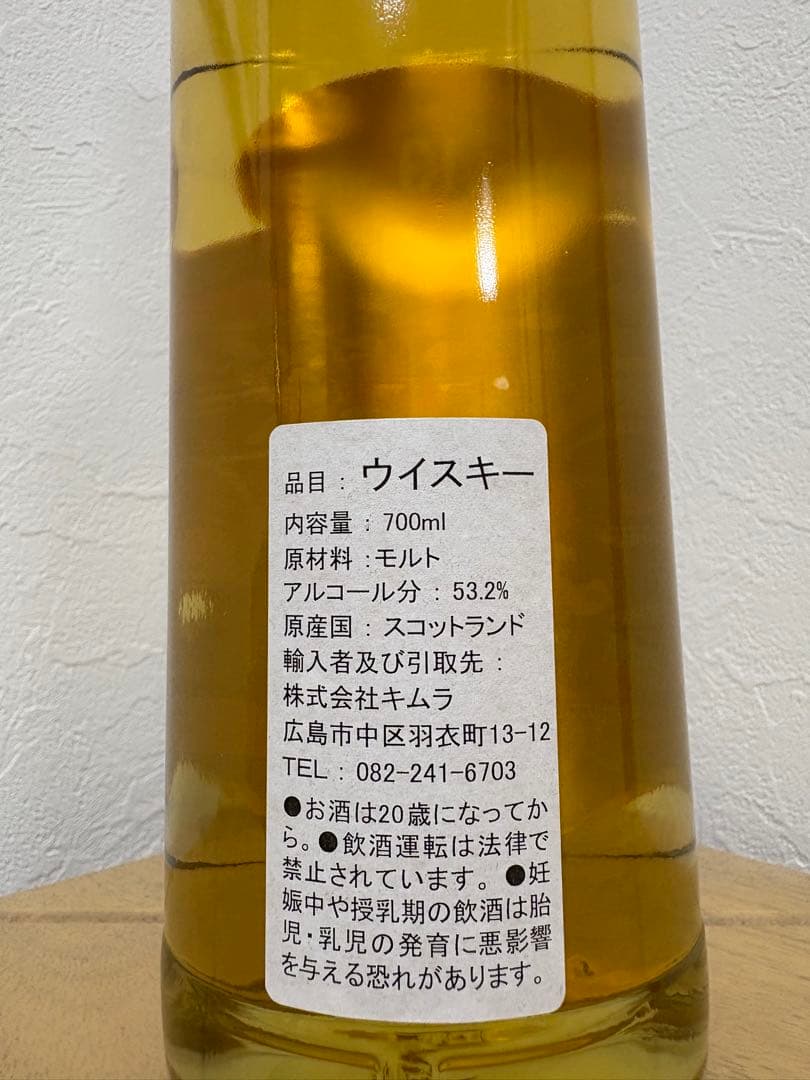 品目 : ウイスキー
内容量 : 700ml
原材料 :モルト
アルコール分 : 53.2%
原産国 : スコットランド
輸入者及び引取先 :
株式会社キムラ
広島市中区羽衣町13-12
TEL : 082-241-6703
●お酒は20歳になってか
ら。●飲酒運転は法律で
禁止されています。●妊
娠中や授乳期の飲酒は胎
児・乳児の発育に悪影響
を与える恐れがあります。